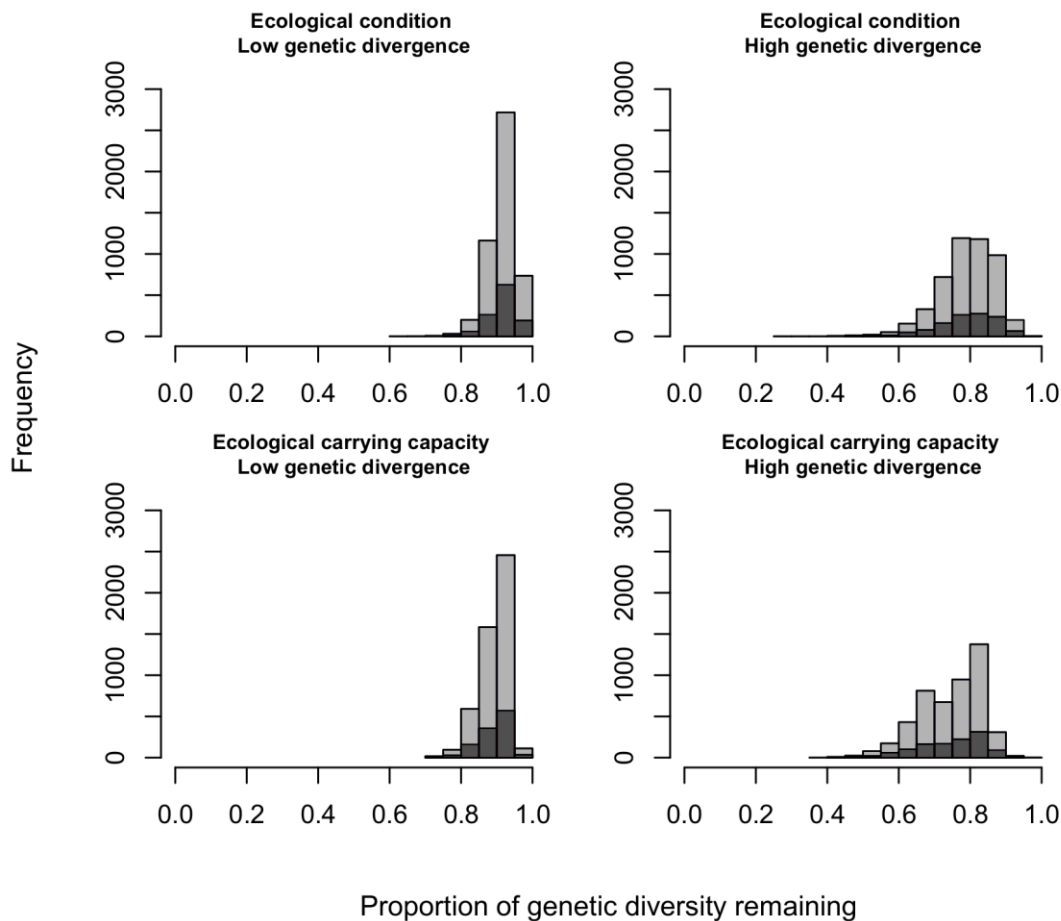 Ecological condition
Low genetic divergence
Ecological condition
High genetic divergence
3000
2000
1000
0
0.0 0.2 0.4 0.6 0.8 1.0
3000
2000
1000
0
0.0 0.2 0.4 0.6 0.8 1.0
Frequency
Ecological carrying capacity
Low genetic divergence
Ecological carrying capacity
High genetic divergence
3000
2000
1000
0
0.0 0.2 0.4 0.6 0.8 1.0
3000
2000
1000
0
0.0 0.2 0.4 0.6 0.8 1.0
Proportion of genetic diversity remaining